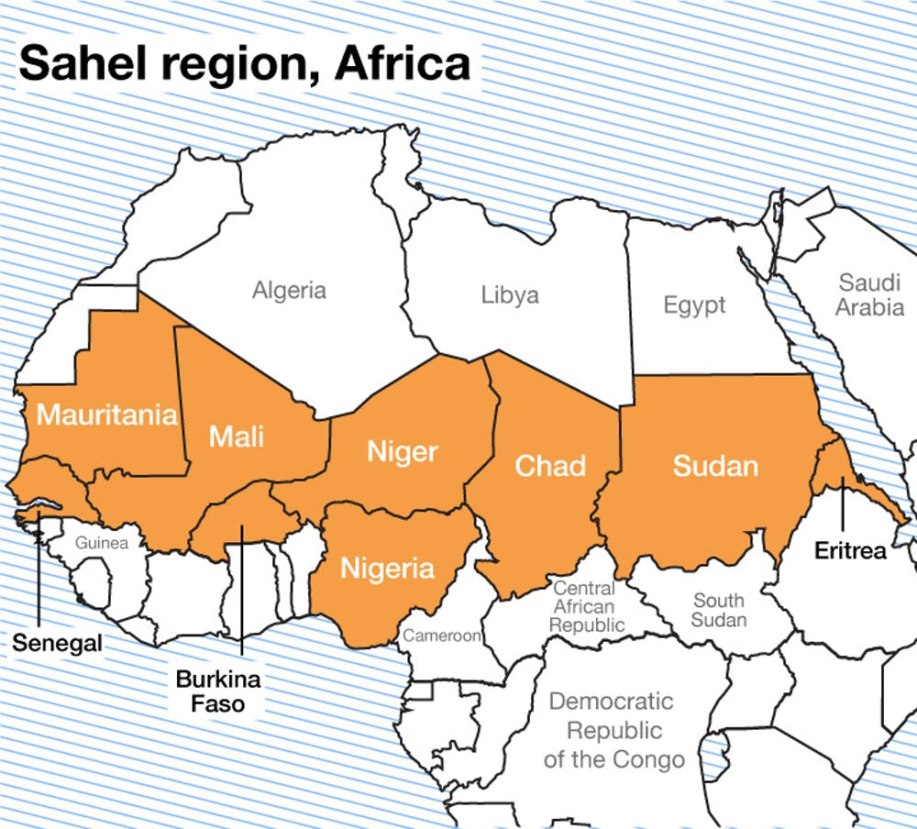 Sahel region, Africa
Algeria
Libya
Egypt
Saudi
Arabia
Mauritania
Mali
Niger
Chad
Sudan
Eritrea
Guinea
Nigeria
Central
African
Republic
South
Sudan
Cameroon
Senegal
Burkina
Faso
Democratic
Republic
of the Congo